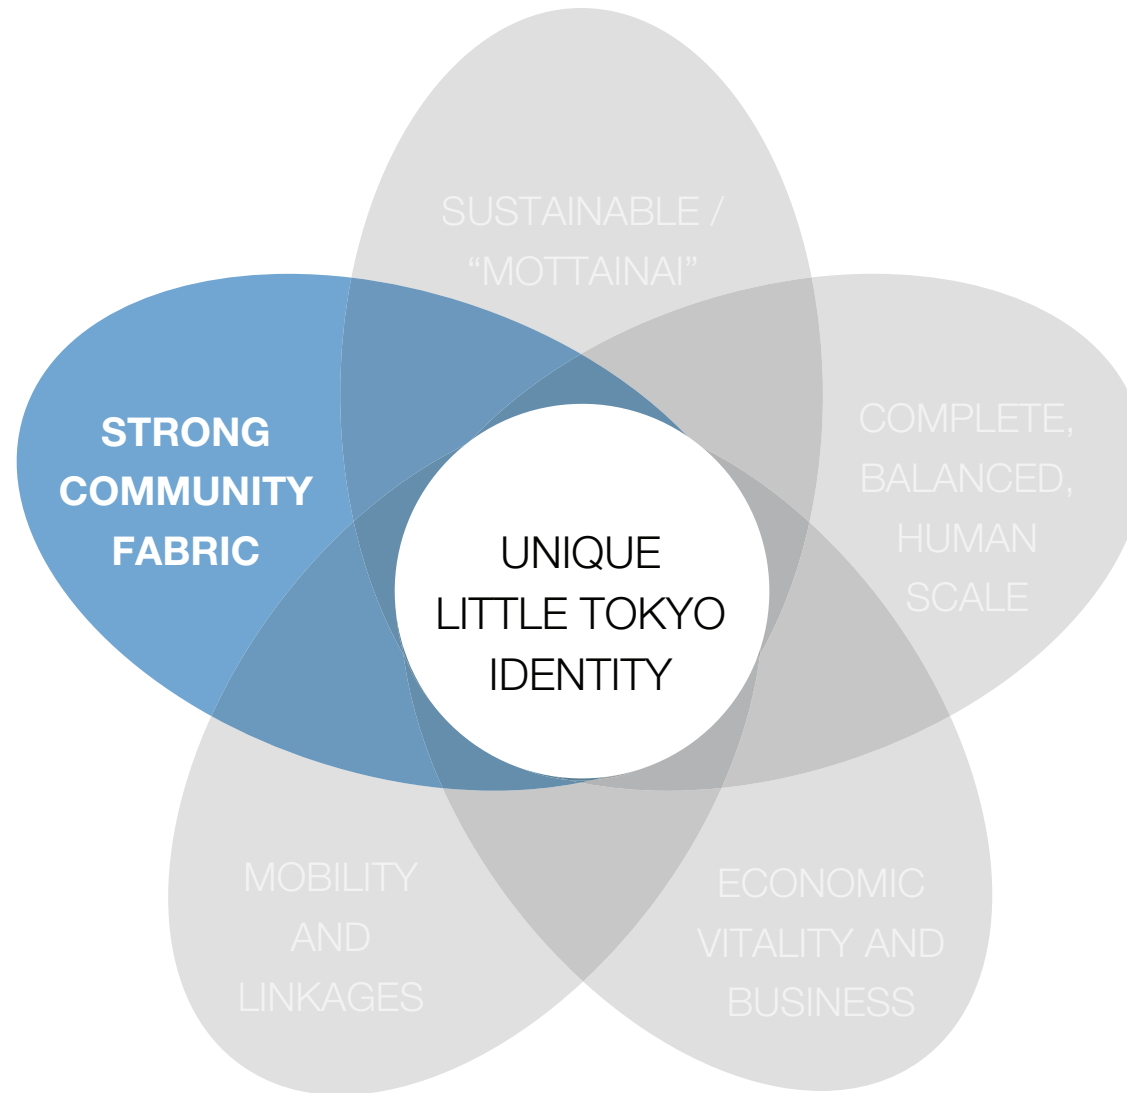 SUSTAINABLE /
“MOTTAINAI”
STRONG
COMMUNITY
FABRIC
COMPLETE,
BALANCED,
HUMAN
SCALE
UNIQUE
LITTLE TOKYO
IDENTITY
MOBILITY
AND
LINKAGES
ECONOMIC
VITALITY AND
BUSINESS